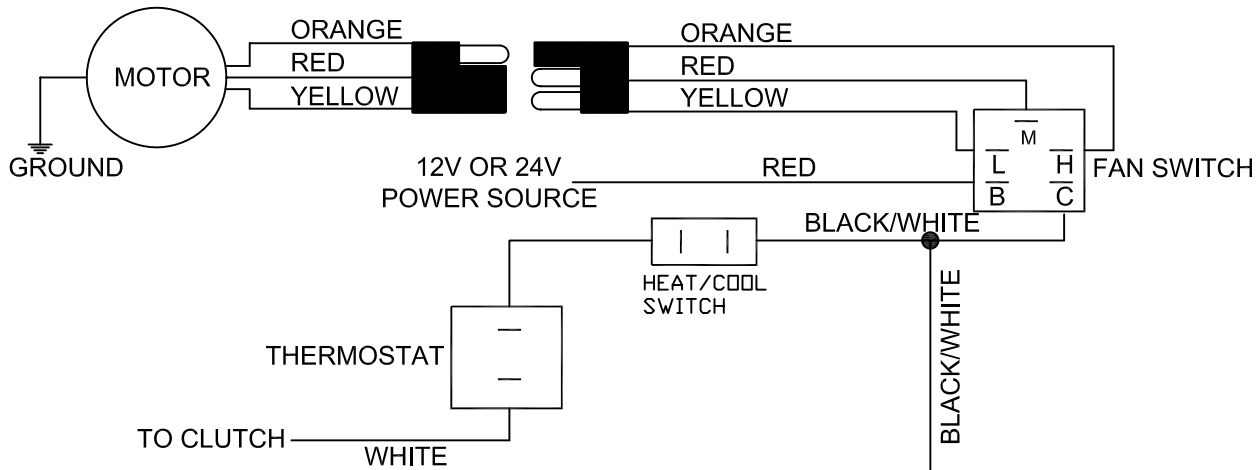 ORANGE
RED
YELLOW
MOTOR
GROUND
ORANGE
RED
YELLOW
M
L H
B C
FAN SWITCH
12V OR 24V
POWER SOURCE
RED
BLACK/WHITE
HEAT/COOL
SWITCH
BLACK/WHITE
THERMOSTAT
TO CLUTCH
WHITE